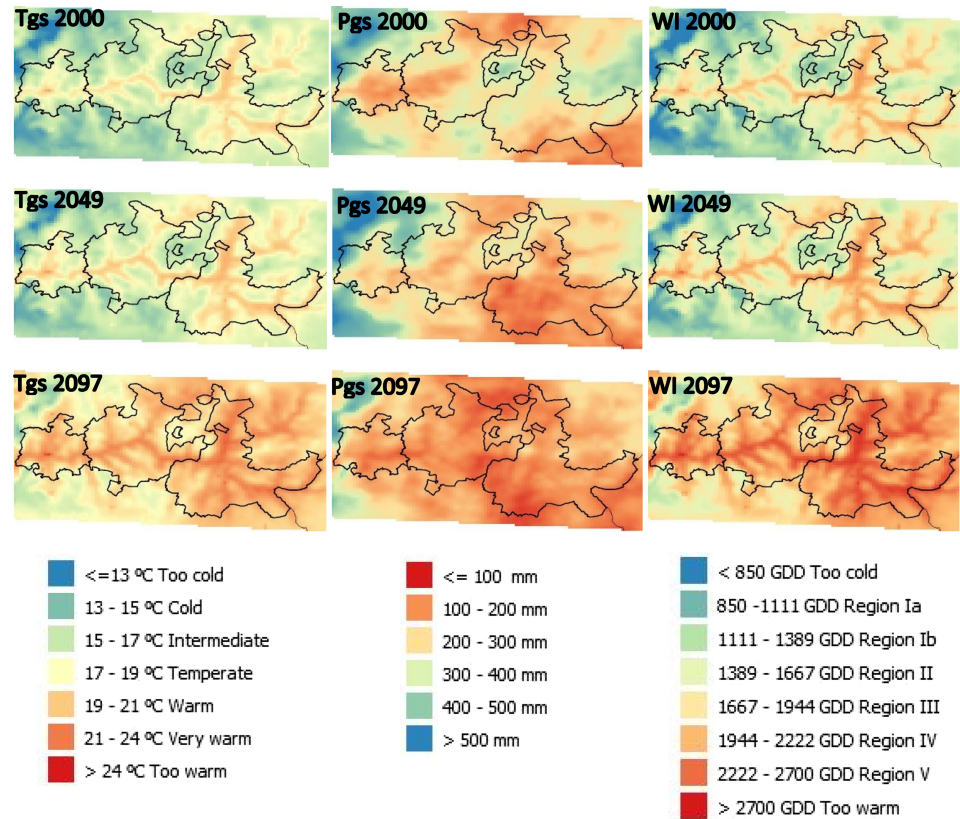 Tgs 2000
Pgs 2000
WI 2000
Tgs 2049
Pgs 2049
WI 2049
Tgs 2097
Pgs 2097
WI 2097
<=13 ºC Too cold
13 - 15 ºC Cold
15 - 17 ºC Intermediate
17 - 19 ºC Temperate
19 - 21 ºC Warm
21 - 24 ºC Very warm
> 24 ºC Too warm
<= 100 mm
100 - 200 mm
200 - 300 mm
300 - 400 mm
400 - 500 mm
> 500 mm
< 850 GDD Too cold
850 -1111 GDD Region Ia
1111 - 1389 GDD Region Ib
1389 - 1667 GDD Region II
1667 - 1944 GDD Region III
1944 - 2222 GDD Region IV
2222 - 2700 GDD Region V
> 2700 GDD Too warm